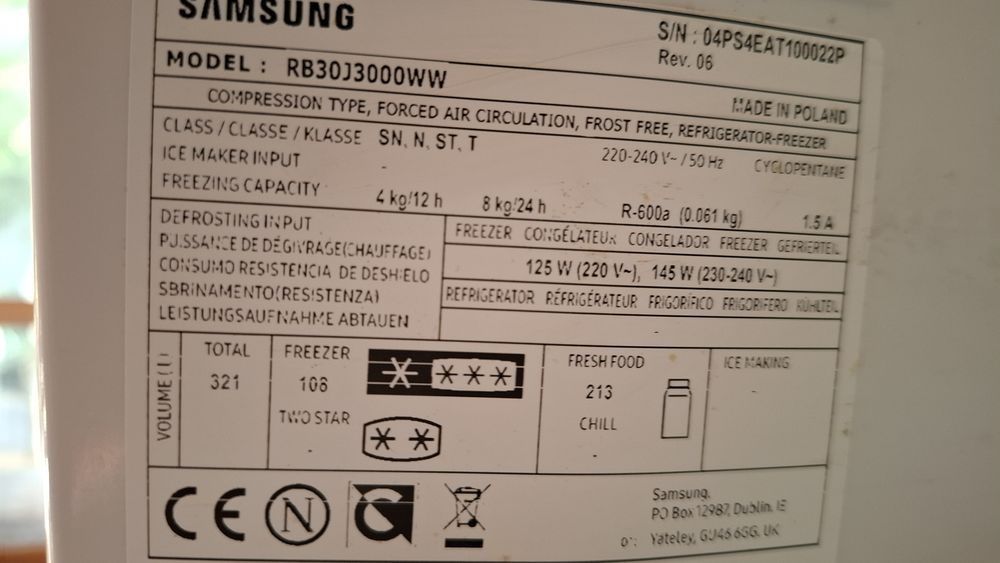 SAMSUNG
S/N : 04PS4EAT100022P
Rev. 06
MODEL : RB30J3000WW
MADE IN POLAND
COMPRESSION TYPE, FORCED AIR CIRCULATION, FROST FREE, REFRIGERATOR-FREEZER
CLASS / CLASSE / KLASSE SN, N, ST, T
220-240 V~ / 50 Hz CYCLOPENTANE
ICE MAKER INPUT -
FREEZING CAPACITY 4 kg/12 h 8 kg/24 h R-600a (0.061 kg) 1.5 A
DEFROSTING INPUT
PUISSANCE DE DÉGIVRAGE(CHAUFFAGE)
CONSUMO RESISTENCIA DE DESHIELO
SBRINAMENTO(RESISTENZA)
LEISTUNGSAUFNAHME ABTAUEN
FREEZER CONGÉLATEUR CONGELADOR FREEZER GEFRIERTEIL
125 W (220 V~), 145 W (230-240 V~)
REFRIGERATOR RÉFRIGÉRATEUR FRIGORÍFICO FRIGORIFERO KÜHLTEIL
-
VOLUME ( l )
TOTAL
321
FREEZER
108
TWO STAR
-
FRESH FOOD
213
CHILL
-
ICE MAKING
-
CE N
Samsung,
PO Box 12987, Dublin. IE
Yateley, GU46 6GG. UK